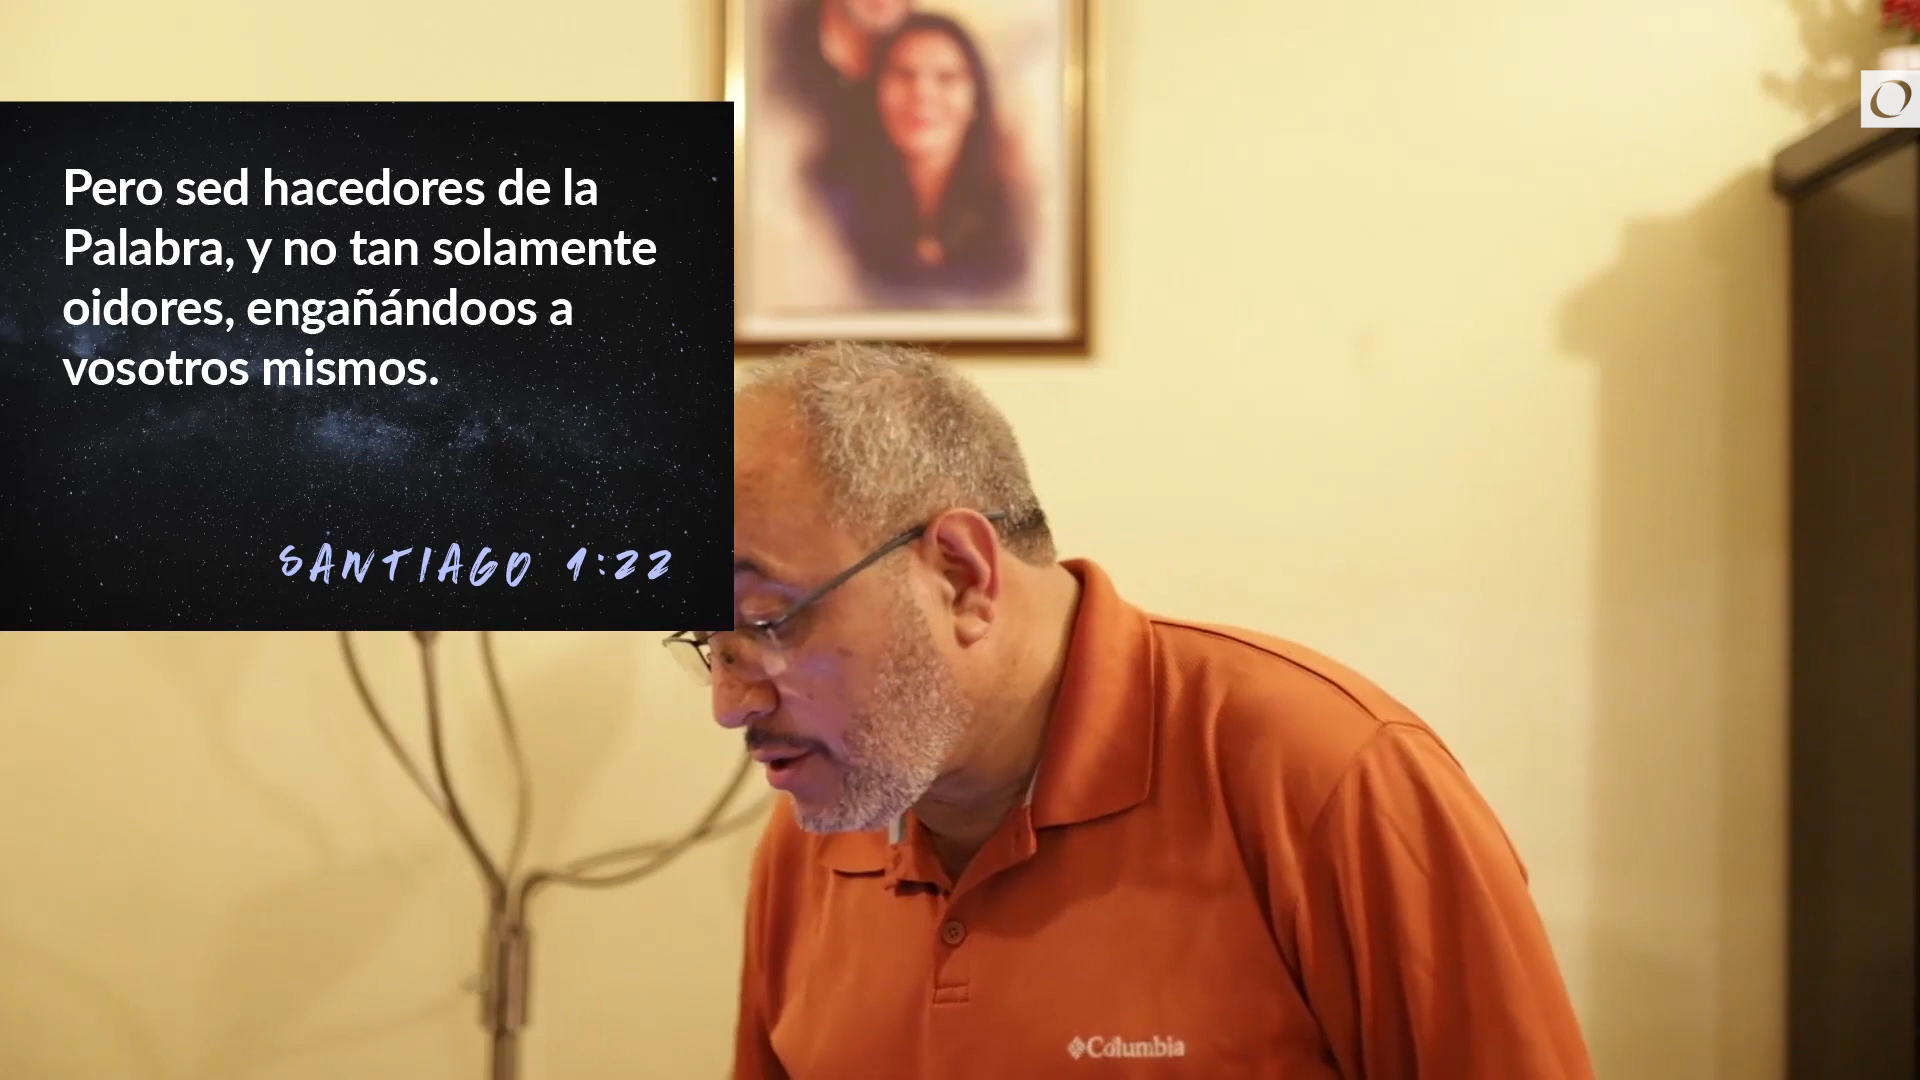 Pero sed hacedores de la
Palabra, y no tan solamente
oidores, engañándoos a
vosotros mismos.
SANTIAGO 1:22
Columbia